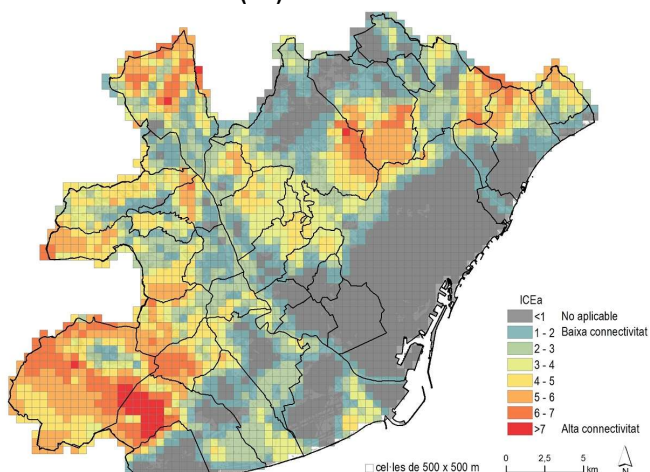 ICEa
<1 No aplicable
1 - 2 Baixa connectivitat
2 - 3
3 - 4
4 - 5
5 - 6
6 - 7
>7 Alta connectivitat
cel·les de 500 x 500 m
0 2,5 5
km
N